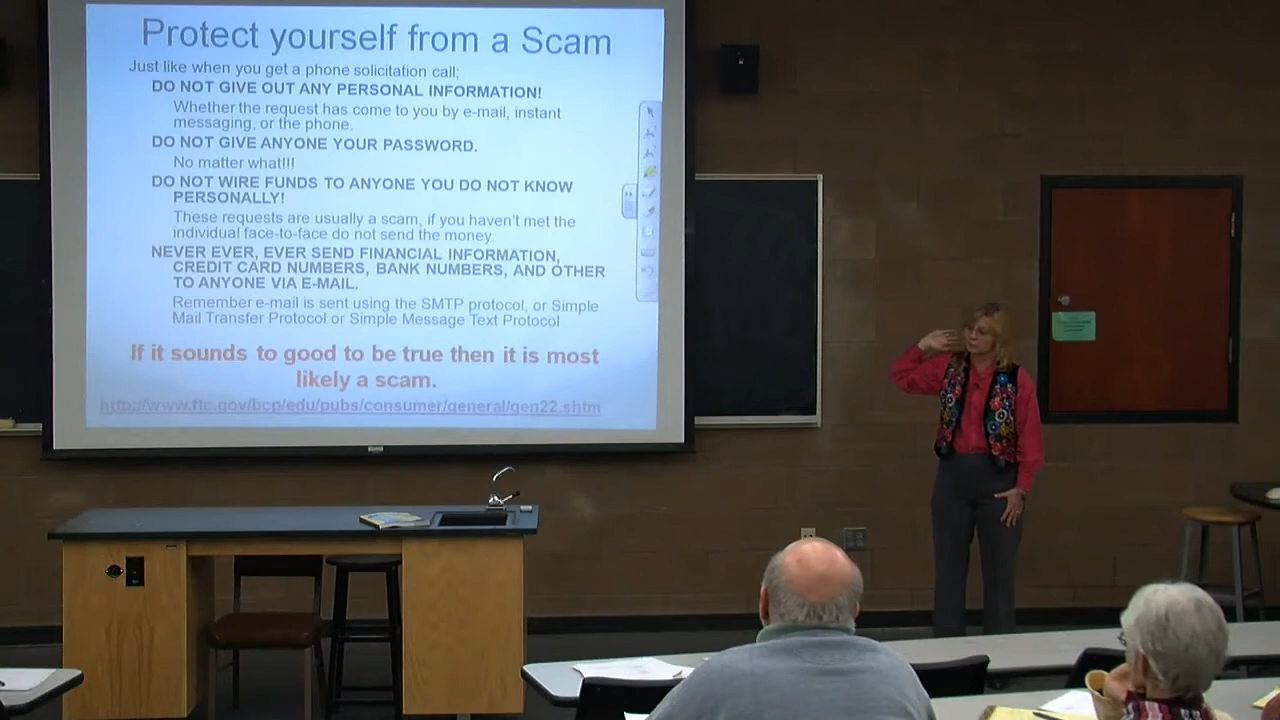 Protect yourself from a Scam
Just like when you get a phone solicitation call;
DO NOT GIVE OUT ANY PERSONAL INFORMATION!
Whether the request has come to you by e-mail, instant
messaging, or the phone.
DO NOT GIVE ANYONE YOUR PASSWORD.
No matter what!!!
DO NOT WIRE FUNDS TO ANYONE YOU DO NOT KNOW
PERSONALLY!
These requests are usually a scam, if you haven't met the
individual face-to-face do not send the money.
NEVER EVER, EVER SEND FINANCIAL INFORMATION,
CREDIT CARD NUMBERS, BANK NUMBERS, AND OTHER
TO ANYONE VIA E-MAIL.
Remember e-mail is sent using the SMTP protocol, or Simple
Mail Transfer Protocol or Simple Message Text Protocol
If it sounds to good to be true then it is most
likely a scam.
http://www.ftc.gov/bcp/edu/pubs/consumer/general/gen22.shtm